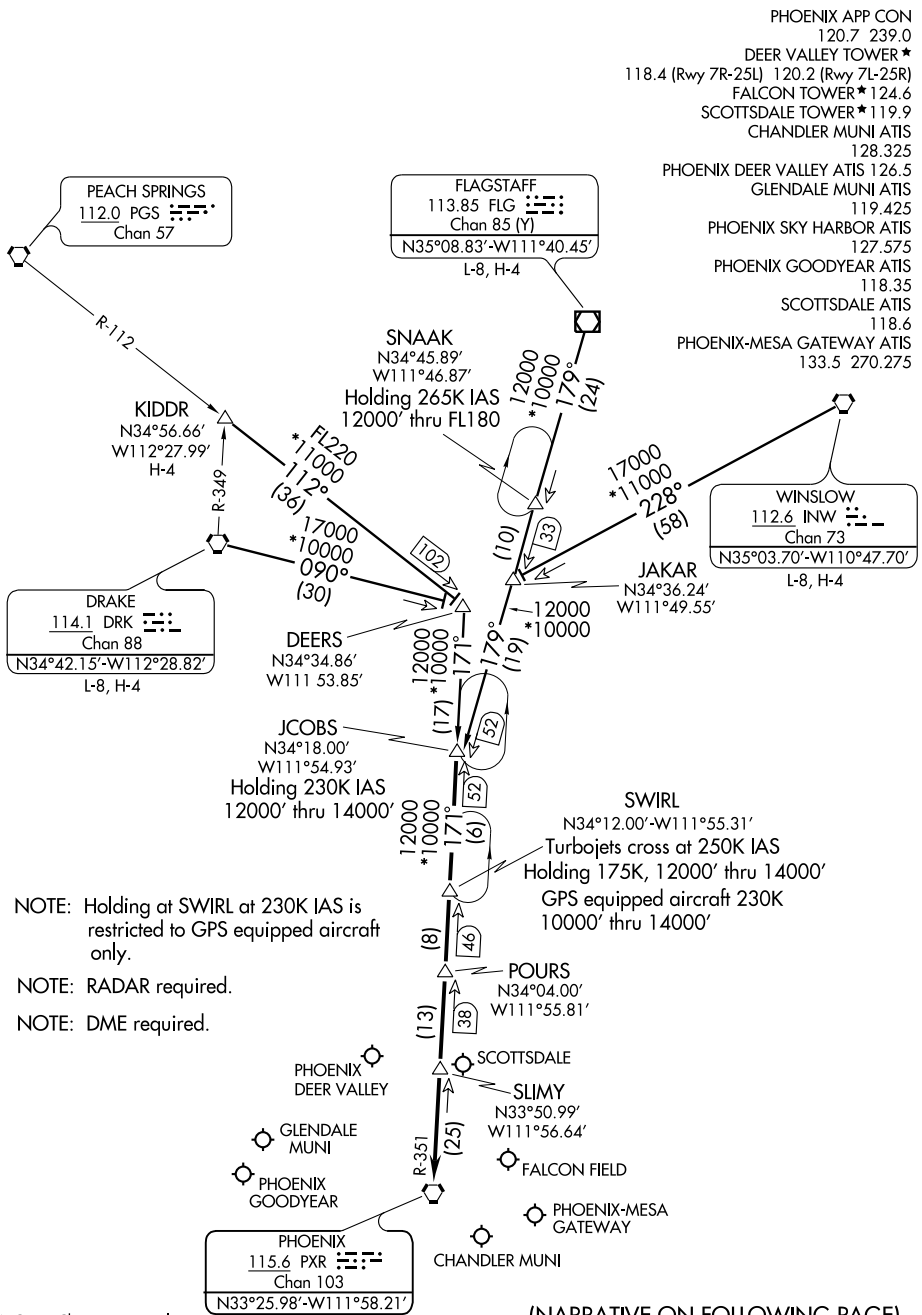 PHOENIX APP CON
120.7 239.0
DEER VALLEY TOWER★
118.4 (Rwy 7R-25L) 120.2 (Rwy 7L-25R)
FALCON TOWER★ 124.6
SCOTTSDALE TOWER★ 119.9
CHANDLER MUNI ATIS
128.325
PHOENIX DEER VALLEY ATIS 126.5
GLENDALE MUNI ATIS
119.425
PHOENIX SKY HARBOR ATIS
127.575
PHOENIX GOODYEAR ATIS
118.35
SCOTTSDALE ATIS
118.6
PHOENIX-MESA GATEWAY ATIS
133.5 270.275
PEACH SPRINGS
112.0 PGS
Chan 57
FLAGSTAFF
113.85 FLG
Chan 85 (Y)
N35°08.83'-W111°40.45'
L-8, H-4
R-112
SNAAK
N34°45.89'
W111°46.87'
Holding 265K IAS
12000' thru FL180
12000
*10000
179°
(24)
KIDDR
N34°56.66'
W112°27.99'
H-4
R-349
FL220
*11000
112°
(36)
17000
*10000
090°
(30)
102
(10)
33
17000
*11000
228°
(58)
WINSLOW
112.6 INW
Chan 73
N35°03.70'-W110°47.70'
L-8, H-4
JAKAR
N34°36.24'
W111°49.55'
12000
*10000
179°
(19)
DRAKE
114.1 DRK
Chan 88
N34°42.15'-W112°28.82'
L-8, H-4
DEERS
N34°34.86'
W111 53.85'
12000
*10000
171°
(17)
52
JCOBS
N34°18.00'
W111°54.93'
Holding 230K IAS
12000' thru 14000'
52
12000
*10000
171°
(6)
SWIRL
N34°12.00'-W111°55.31'
Turbojets cross at 250K IAS
Holding 175K, 12000' thru 14000'
GPS equipped aircraft 230K
10000' thru 14000'
NOTE: Holding at SWIRL at 230K IAS is
restricted to GPS equipped aircraft
only.
NOTE: RADAR required.
NOTE: DME required.
(8)
46
POURS
N34°04.00'
W111°55.81'
(13)
38
PHOENIX
DEER VALLEY
SCOTTSDALE
SLIMY
N33°50.99'
W111°56.64'
GLENDALE
MUNI
R-351
(25)
PHOENIX
GOODYEAR
FALCON FIELD
PHOENIX-MESA
GATEWAY
CHANDLER MUNI
PHOENIX
115.6 PXR
Chan 103
N33°25.98'-W111°58.21'
(NARRATIVE ON FOLLOWING PAGE)